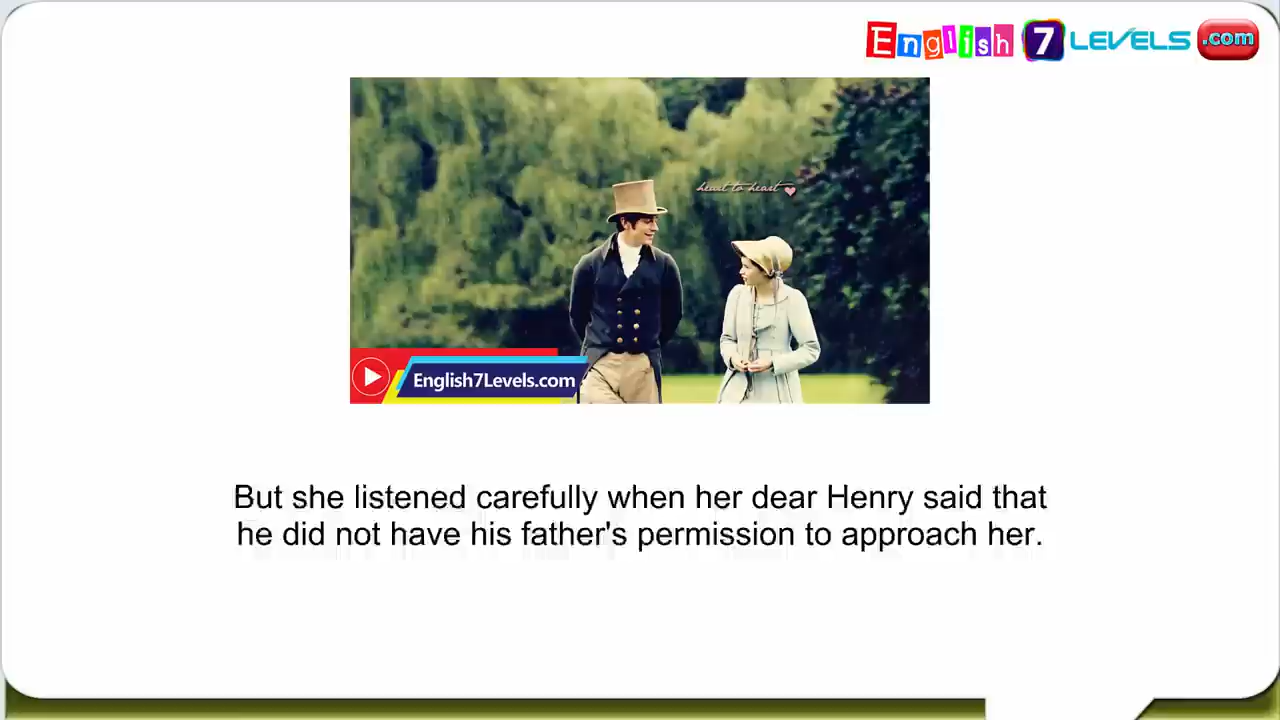 English 7 LEVELS .com
heart to heart
English7Levels.com
But she listened carefully when her dear Henry said that
he did not have his father's permission to approach her.